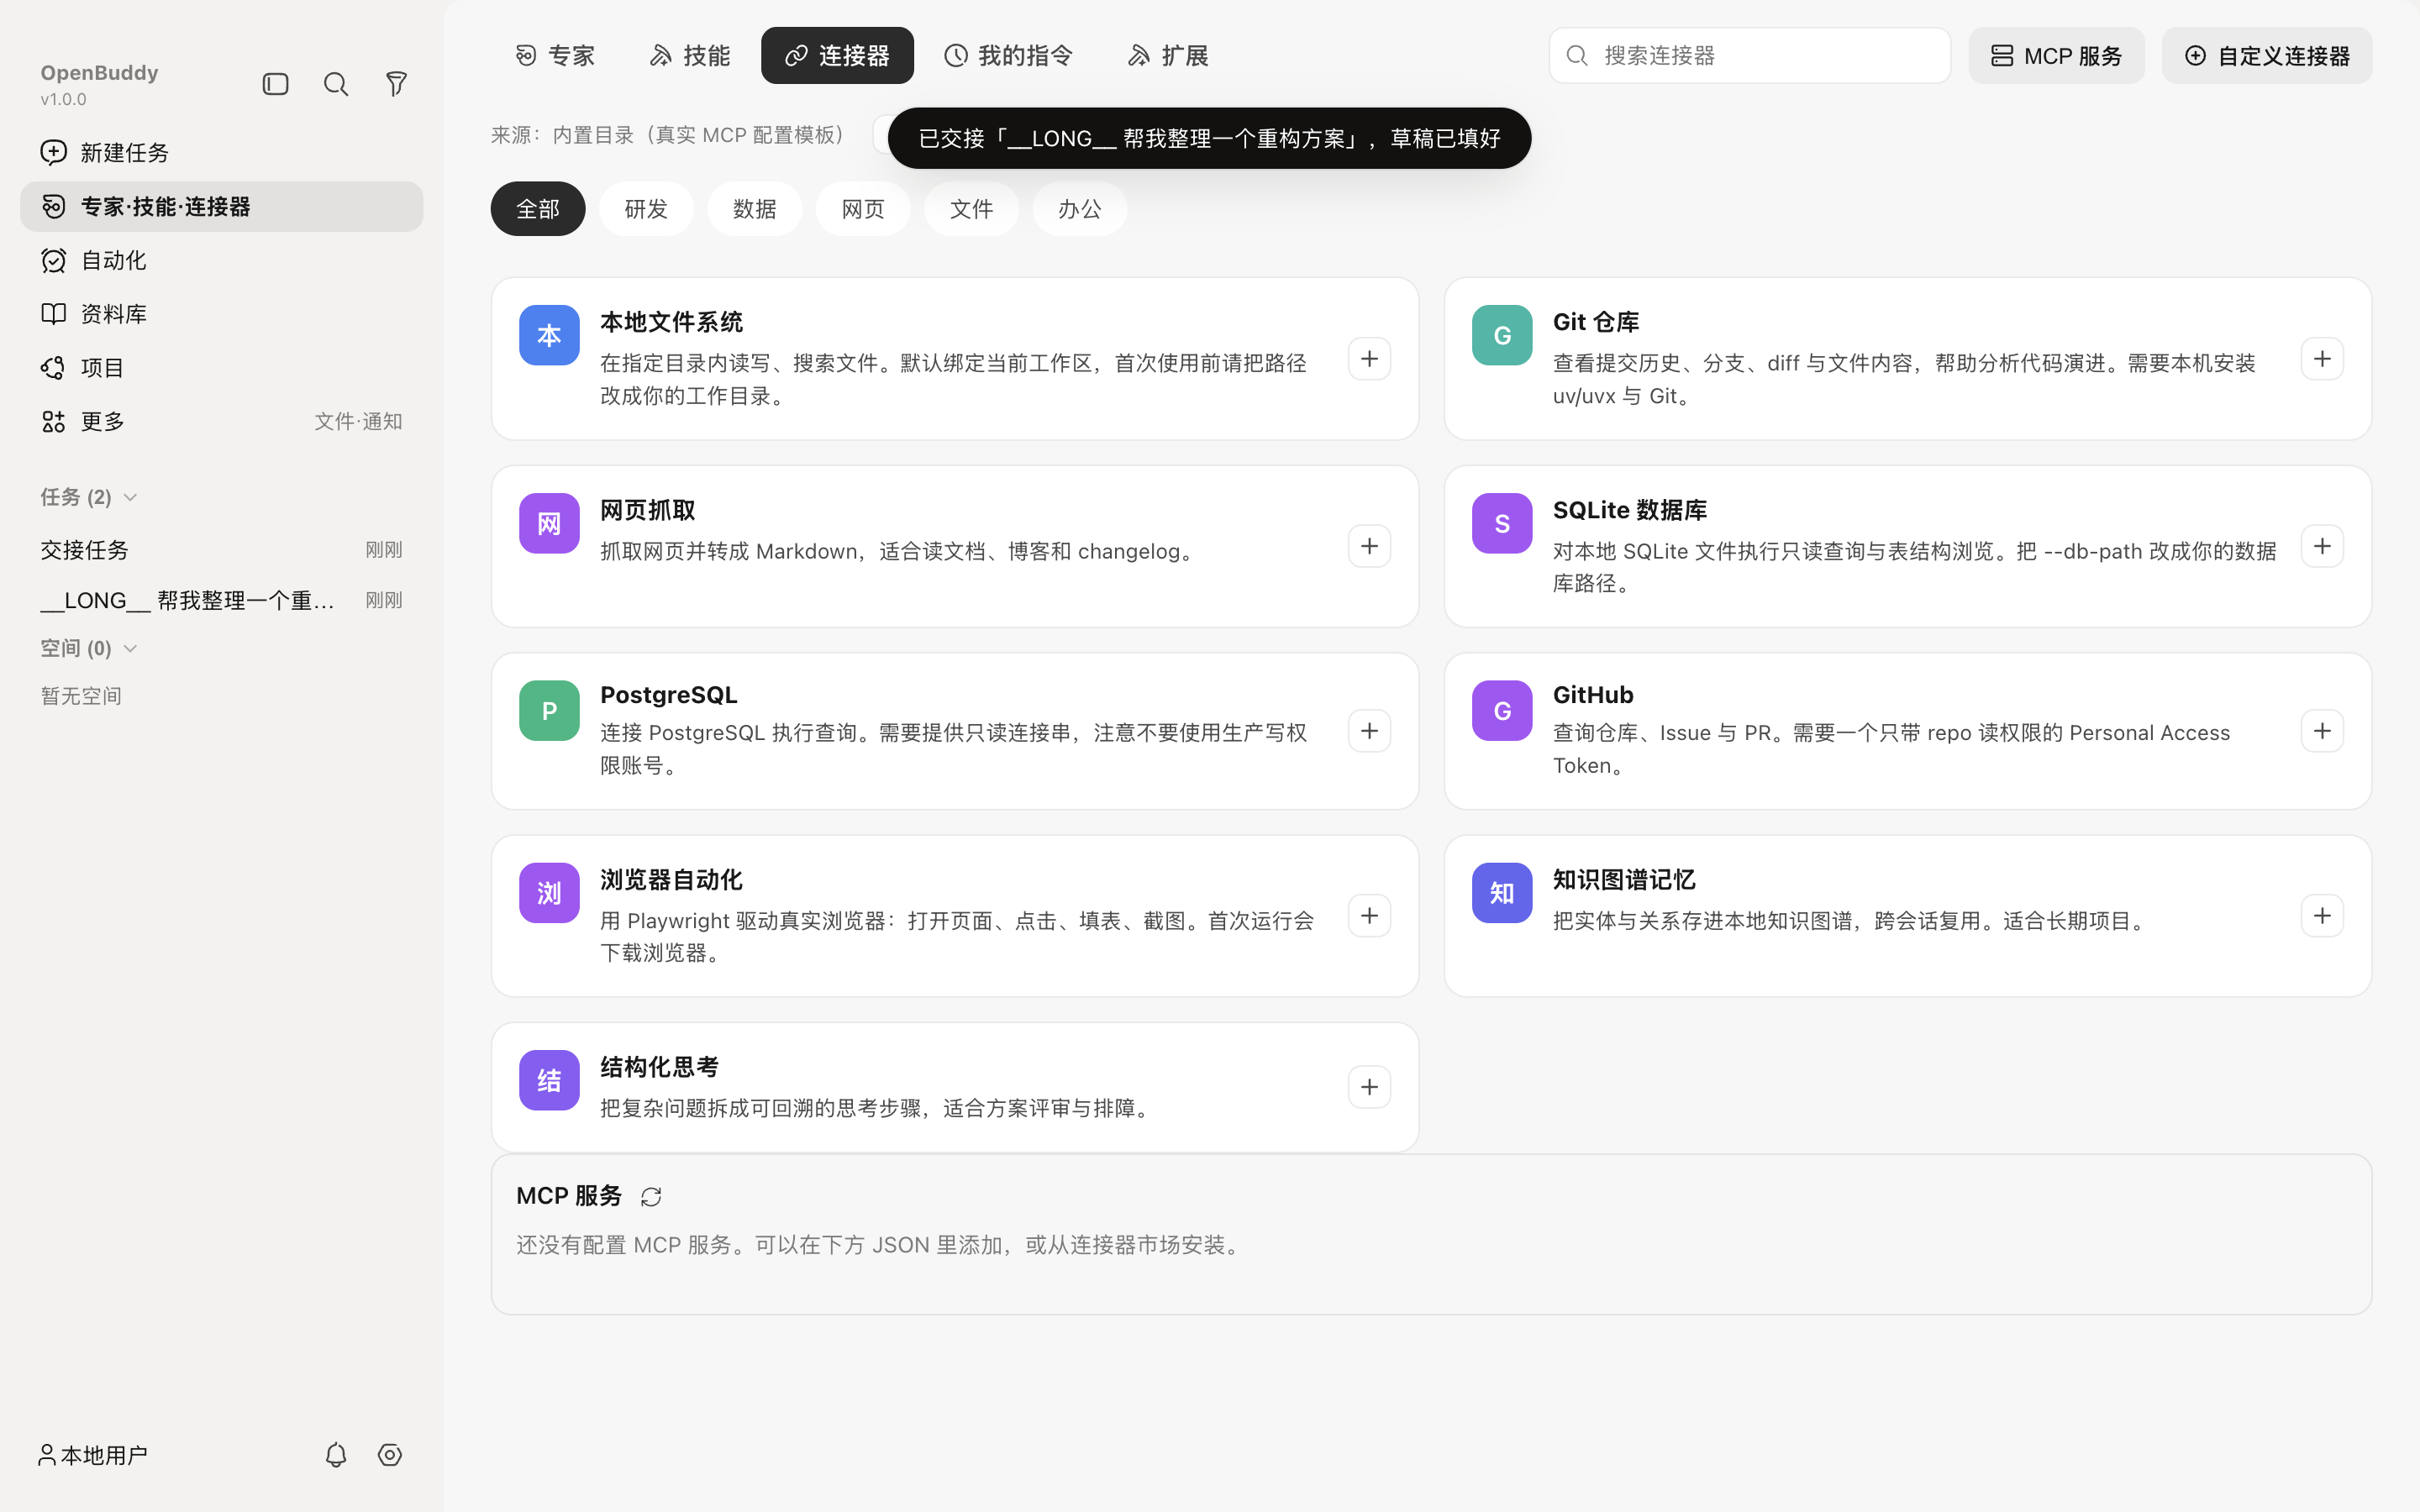 OpenBuddy
v1.0.0
新建任务
专家·技能·连接器
自动化
资料库
项目
更多
文件·通知
任务 (2)
交接任务
刚刚
__LONG__ 帮我整理一个重…
刚刚
空间 (0)
暂无空间
本地用户
专家
技能
连接器
我的指令
扩展
搜索连接器
MCP 服务
自定义连接器
来源：内置目录（真实 MCP 配置模板）
已交接「__LONG__ 帮我整理一个重构方案」，草稿已填好
全部
研发
数据
网页
文件
办公
本
本地文件系统
在指定目录内读写、搜索文件。默认绑定当前工作区，首次使用前请把路径
改成你的工作目录。
G
Git 仓库
查看提交历史、分支、diff 与文件内容，帮助分析代码演进。需要本机安装
uv/uvx 与 Git。
网
网页抓取
抓取网页并转成 Markdown，适合读文档、博客和 changelog。
S
SQLite 数据库
对本地 SQLite 文件执行只读查询与表结构浏览。把 --db-path 改成你的数据
库路径。
P
PostgreSQL
连接 PostgreSQL 执行查询。需要提供只读连接串，注意不要使用生产写权
限账号。
G
GitHub
查询仓库、Issue 与 PR。需要一个只带 repo 读权限的 Personal Access
Token。
浏
浏览器自动化
用 Playwright 驱动真实浏览器：打开页面、点击、填表、截图。首次运行会
下载浏览器。
知
知识图谱记忆
把实体与关系存进本地知识图谱，跨会话复用。适合长期项目。
结
结构化思考
把复杂问题拆成可回溯的思考步骤，适合方案评审与排障。
MCP 服务
还没有配置 MCP 服务。可以在下方 JSON 里添加，或从连接器市场安装。